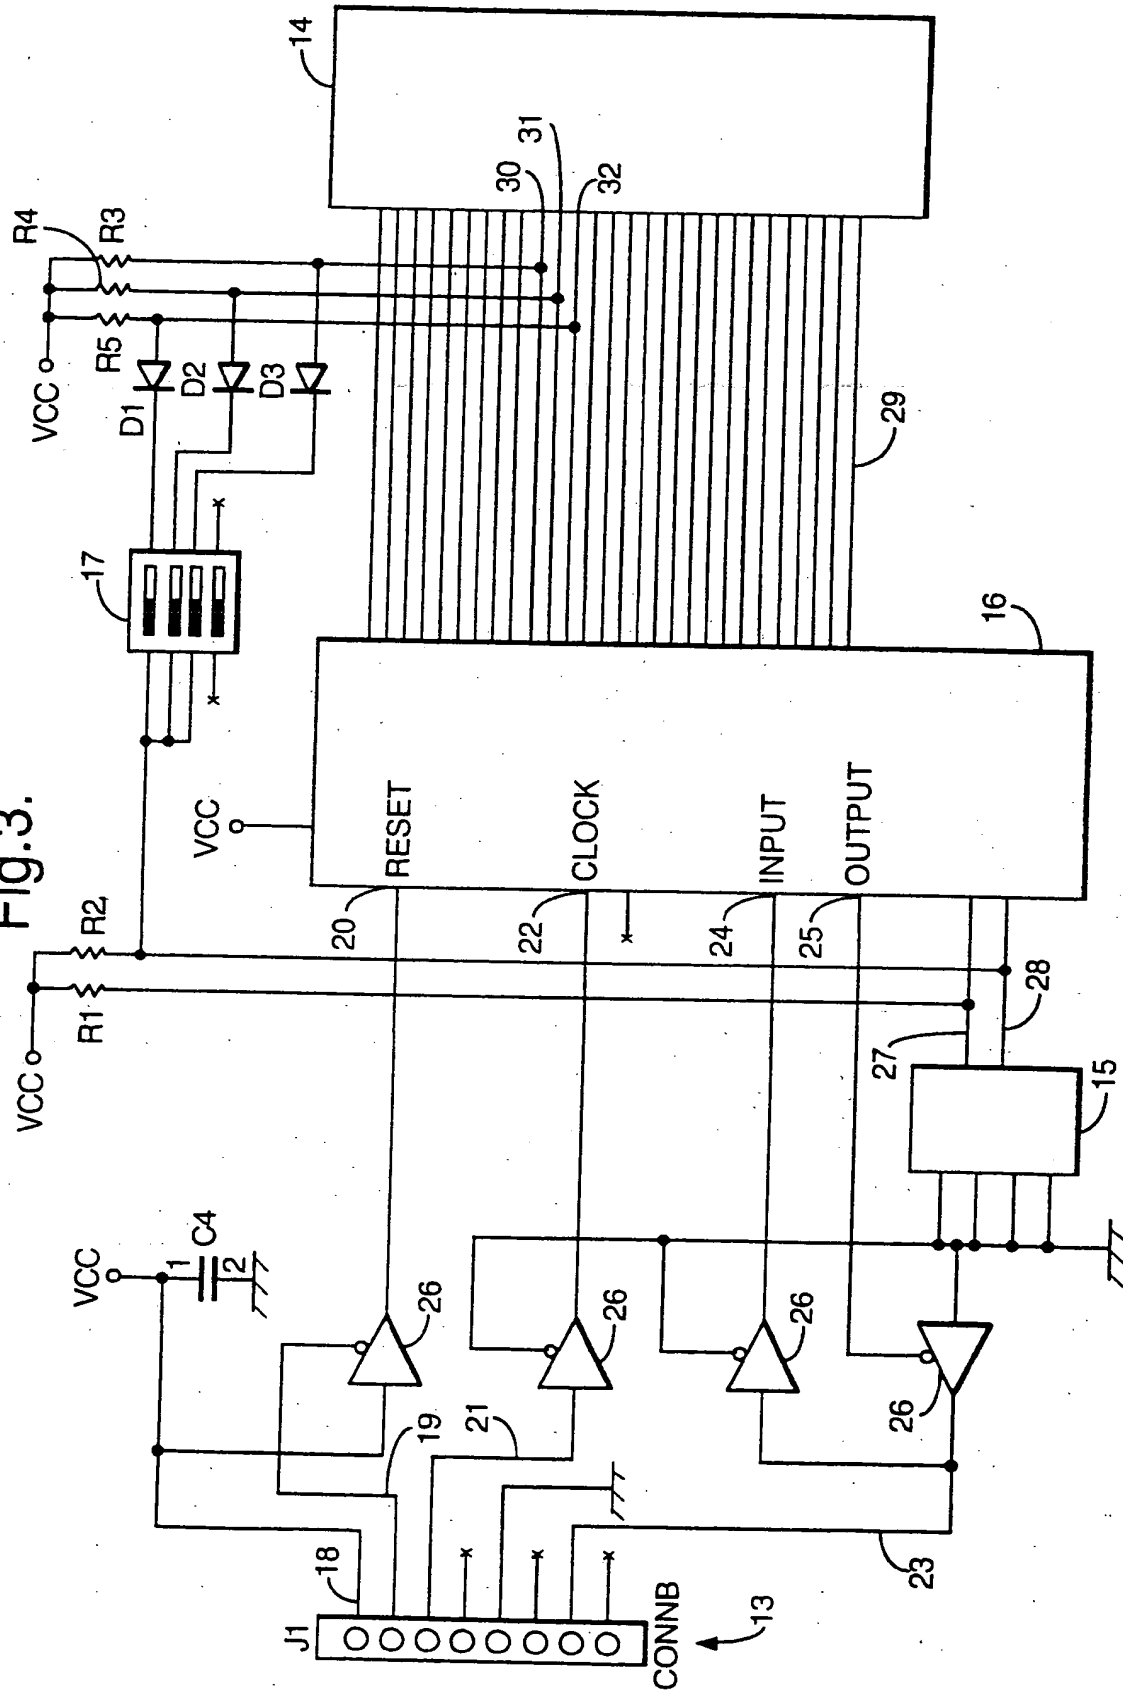 Fig.3.
VCC
R1
R2
17
VCC
R5
R4
R3
D1
D2
D3
14
30
31
32
VCC
1
C4
2
VCC
20
RESET
22
CLOCK
24
INPUT
25
OUTPUT
16
29
26
26
26
26
27
28
15
J1
18
19
21
23
CONNB
13